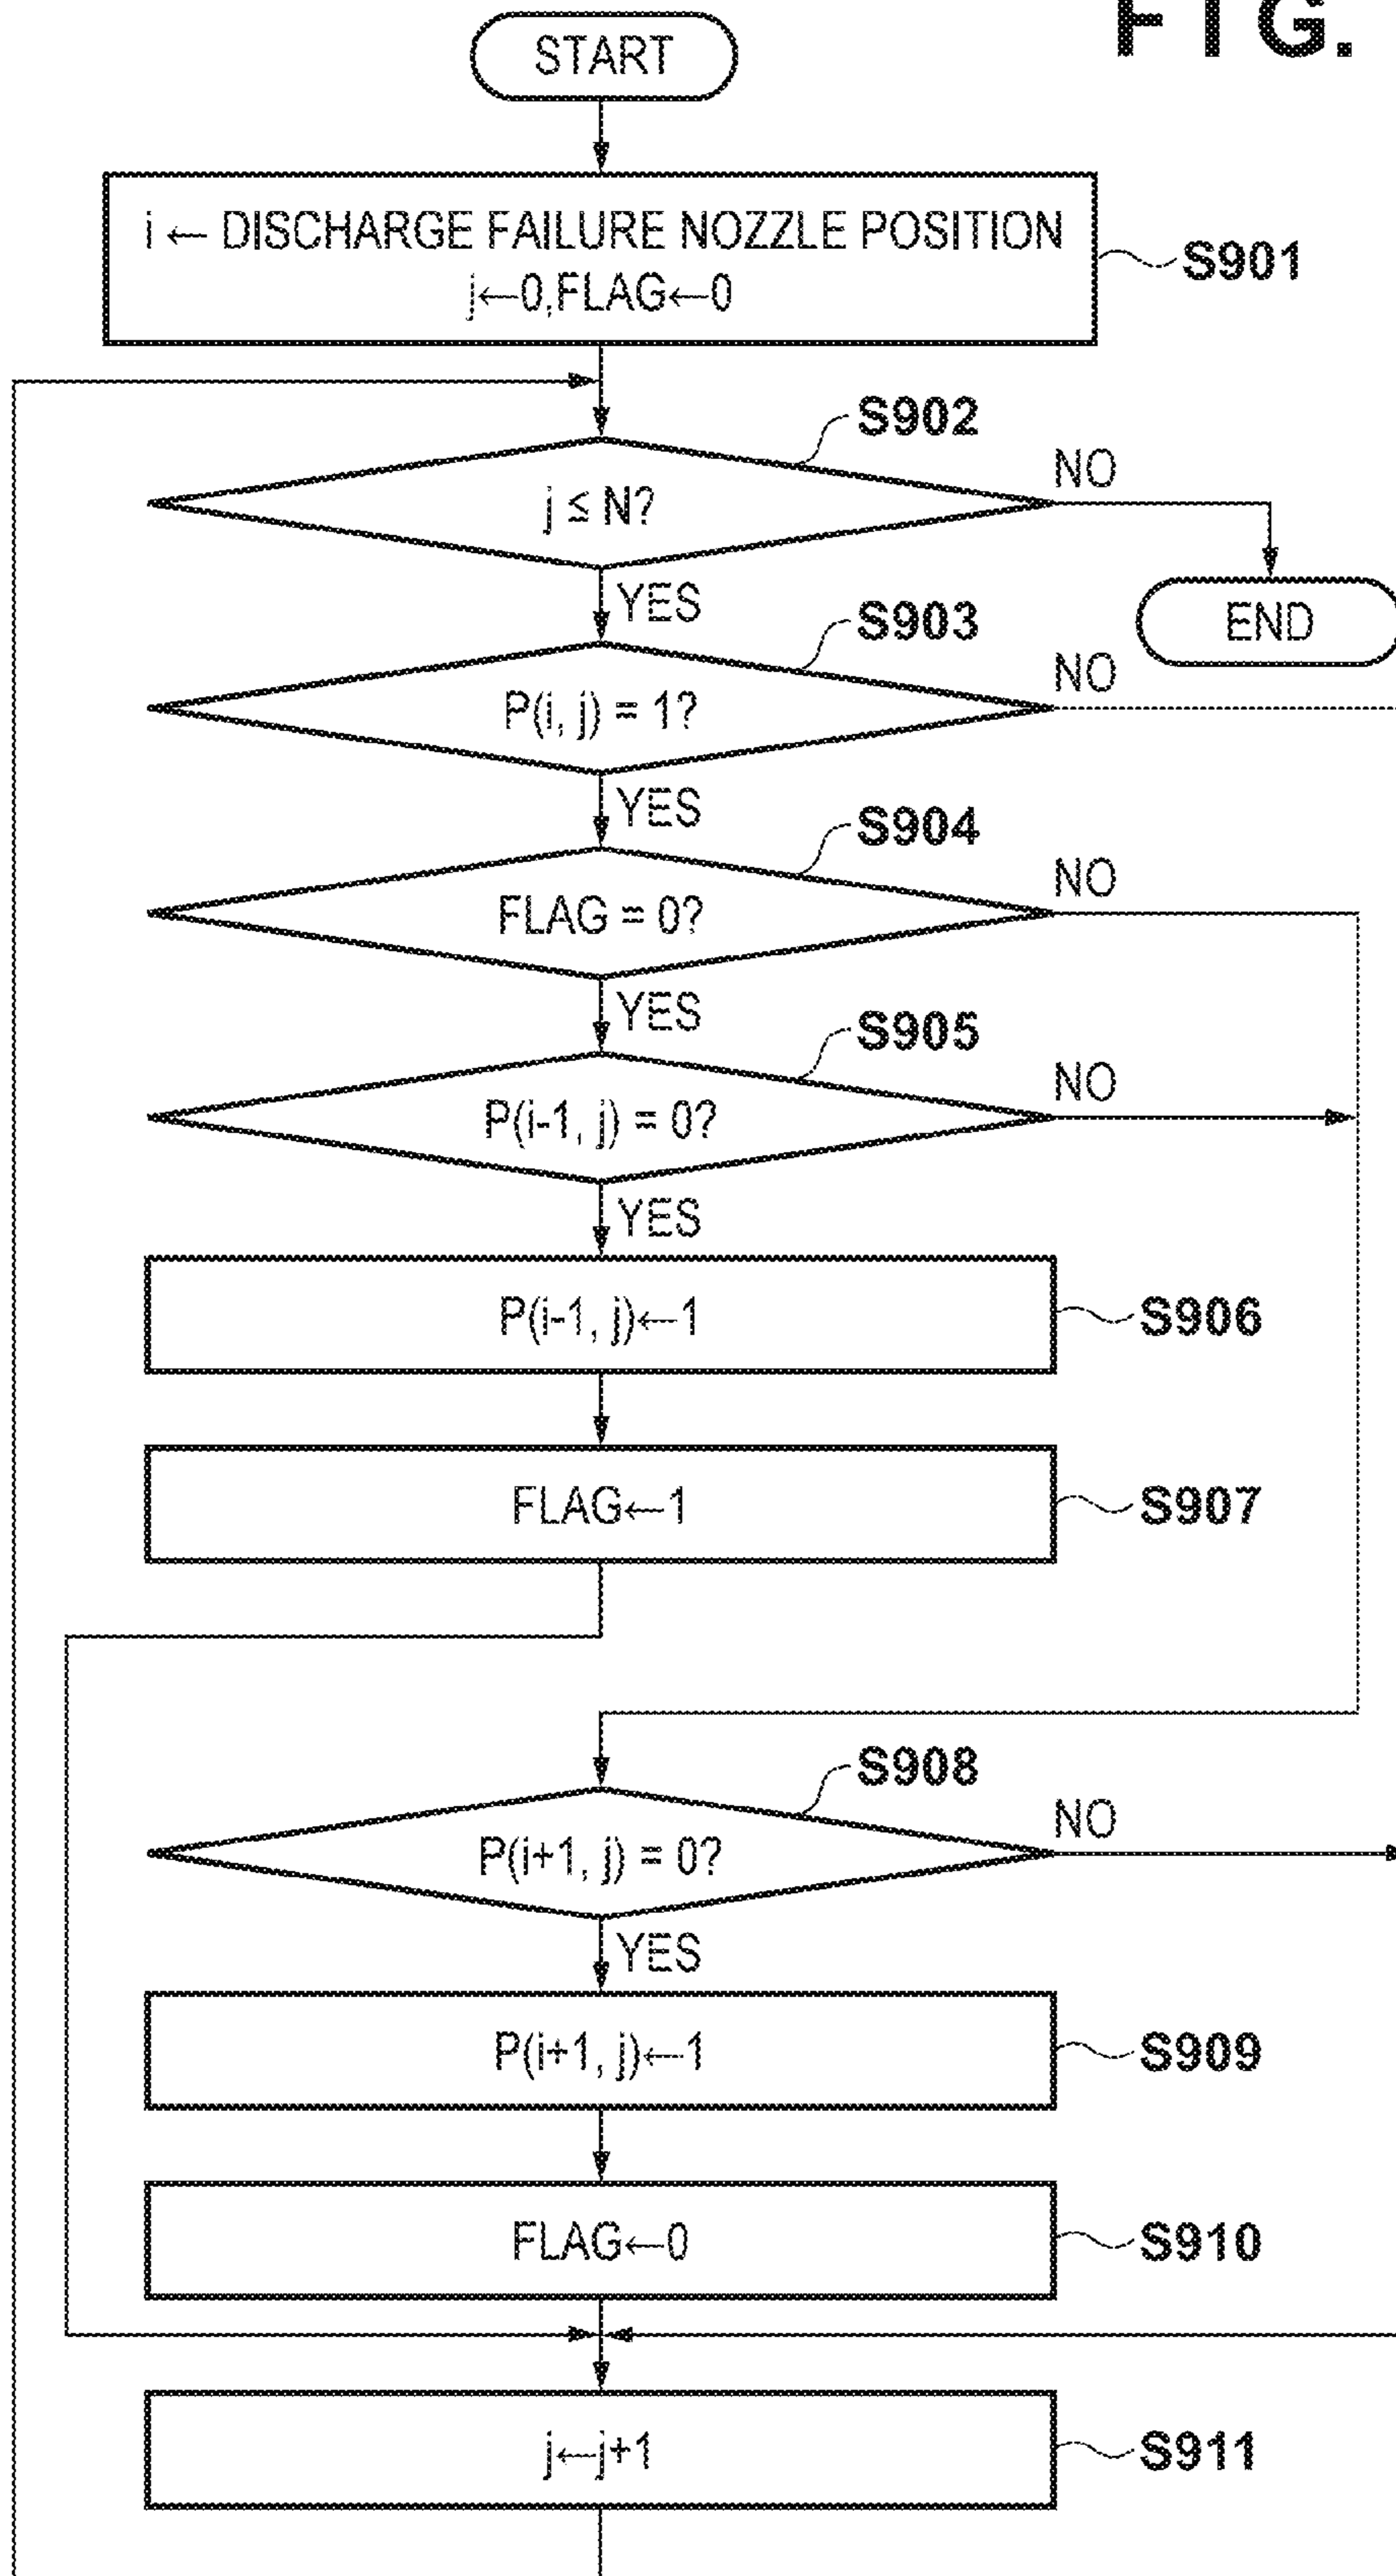 FIG.
START
i ← DISCHARGE FAILURE NOZZLE POSITION
j←0,FLAG←0
S901
S902
j ≤ N?
NO
YES
END
S903
P(i, j) = 1?
NO
YES
S904
FLAG = 0?
NO
YES
S905
P(i-1, j) = 0?
NO
YES
P(i-1, j)←1
S906
FLAG←1
S907
S908
P(i+1, j) = 0?
NO
YES
P(i+1, j)←1
S909
FLAG←0
S910
j←j+1
S911